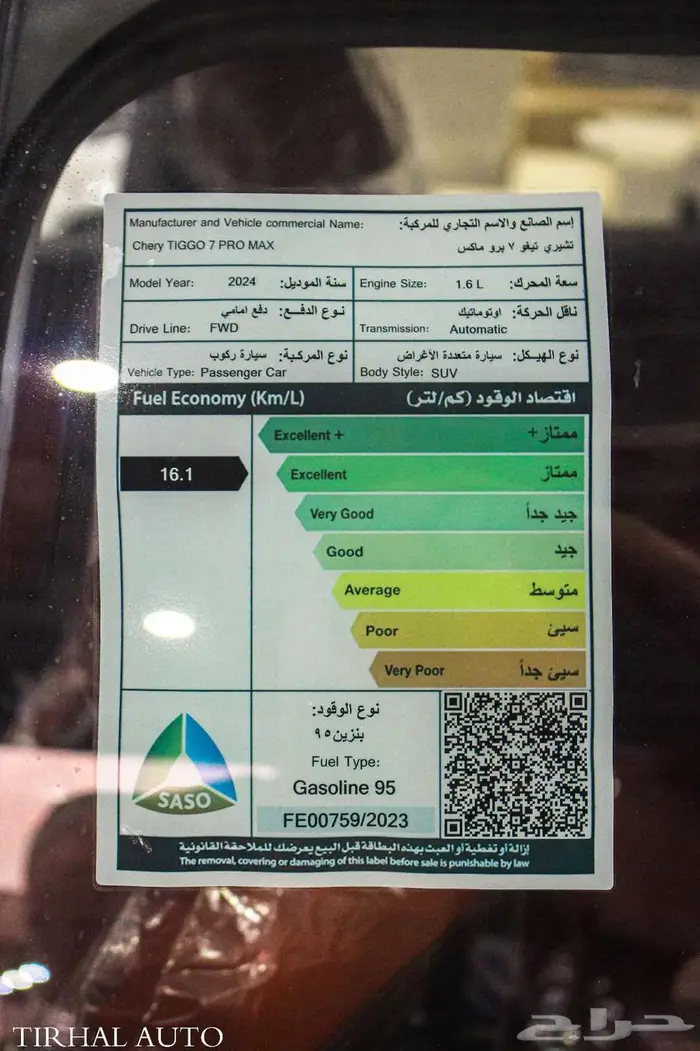 Manufacturer and Vehicle commercial Name: إسم الصانع والاسم التجاري للمركبة:
Chery TIGGO 7 PRO MAX تشيري تيغو ٧ برو ماكس
Model Year: 2024 سنة الموديل: Engine Size: 1.6 L سعة المحرك:
نوع الدفع: دفع امامي ناقل الحركة: اوتوماتيك
Drive Line: FWD Transmission: Automatic
نوع المركبة: سيارة ركوب نوع الهيكل: سيارة متعددة الأغراض
Vehicle Type: Passenger Car Body Style: SUV
Fuel Economy (Km/L) اقتصاد الوقود (كم/لتر)
Excellent + ممتاز +
16.1 Excellent ممتاز
Very Good جيد جداً
Good جيد
Average متوسط
Poor سيئ
Very Poor سيئ جداً
نوع الوقود:
بنزين ٩٥
Fuel Type:
Gasoline 95
SASO
FE00759/2023
إزالة أو تغطية أو العبث بهذه البطاقة قبل البيع يعرضك للملاحقة القانونية
The removal, covering or damaging of this label before sale is punishable by law
حراج
TIRHAL AUTO